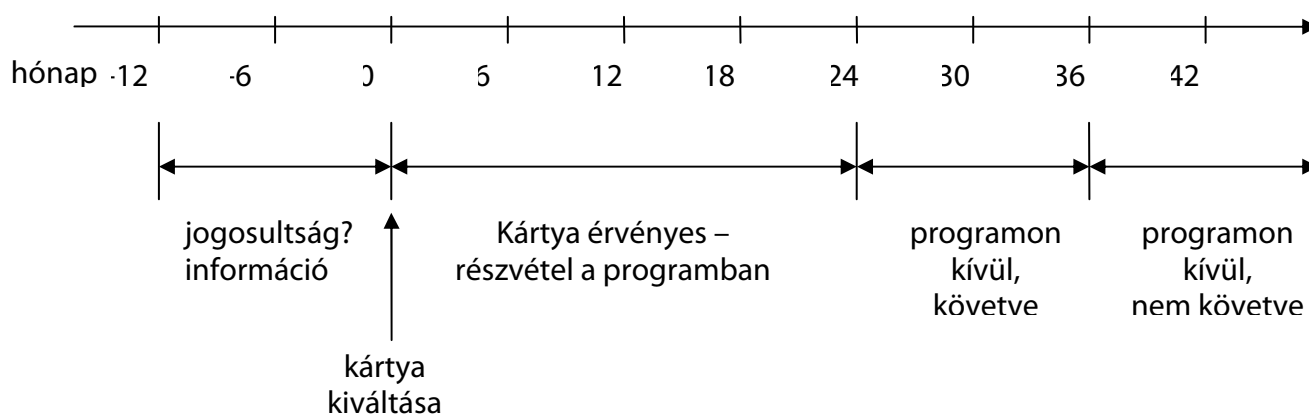 hónap -12 -6 0 6 12 18 24 30 36 42
jogosultság?
információ
Kártya érvényes –
részvétel a programban
programon
kívül,
követve
programon
kívül,
nem követve
kártya
kiváltása